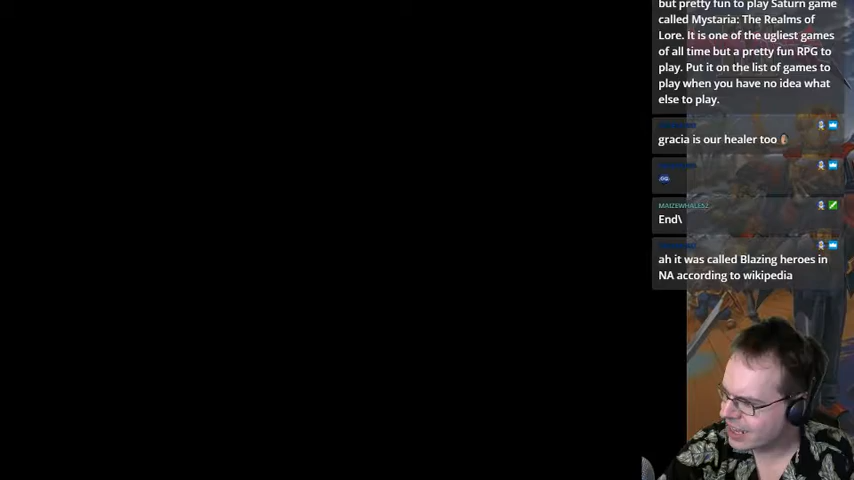 but pretty fun to play Saturn game
called Mystaria: The Realms of
Lore. It is one of the ugliest games
of all time but a pretty fun RPG to
play. Put it on the list of games to
play when you have no idea what
else to play.
gracia is our healer too
MAIZEWHALE52
End\
ah it was called Blazing heroes in
NA according to wikipedia